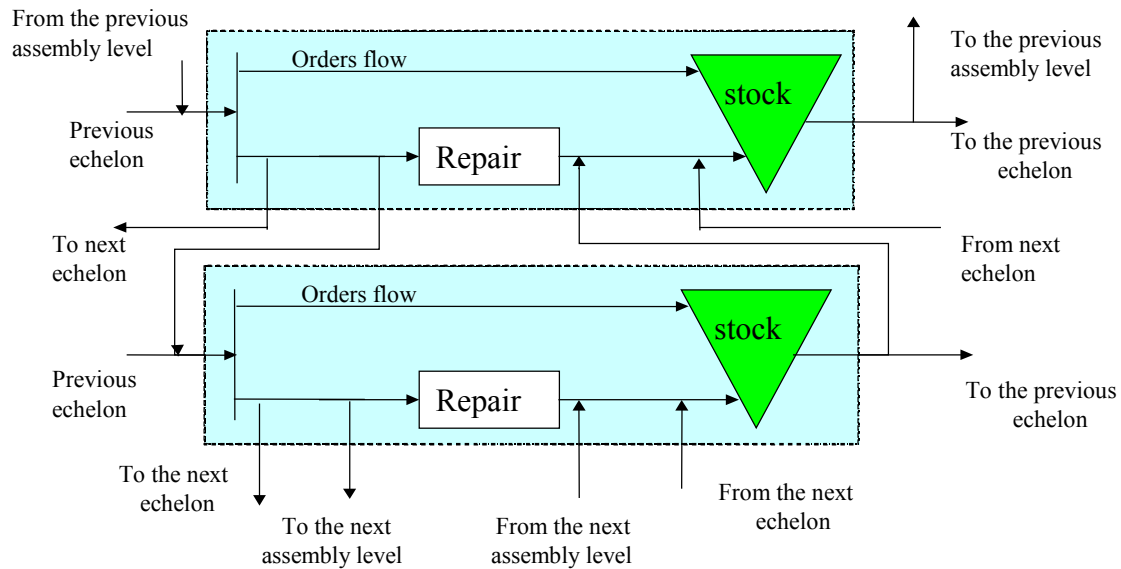 From the previous
assembly level
Orders flow
stock
To the previous
assembly level
Previous
echelon
Repair
To the previous
echelon
To next
echelon
From next
echelon
Orders flow
stock
Previous
echelon
Repair
To the previous
echelon
To the next
echelon
From the next
echelon
To the next
assembly level
From the next
assembly level